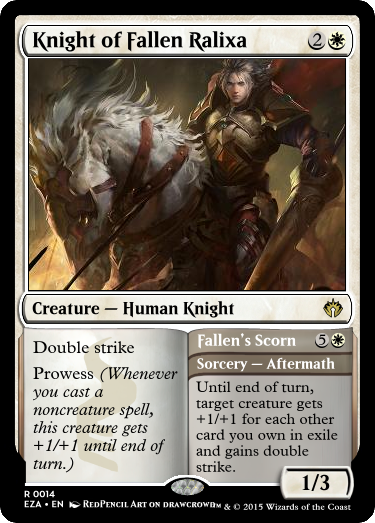 Knight of Fallen Ralixa 2
Creature — Human Knight
Double strike
Prowess (Whenever
you cast a
noncreature spell,
this creature gets
+1/+1 until end of
turn.)
Fallen's Scorn 5
Sorcery — Aftermath
Until end of turn,
target creature gets
+1/+1 for each other
card you own in exile
and gains double
strike.
1/3
R 0014
EZA • EN RedPencil Art on drawcrowd™ & © 2015 Wizards of the Coast